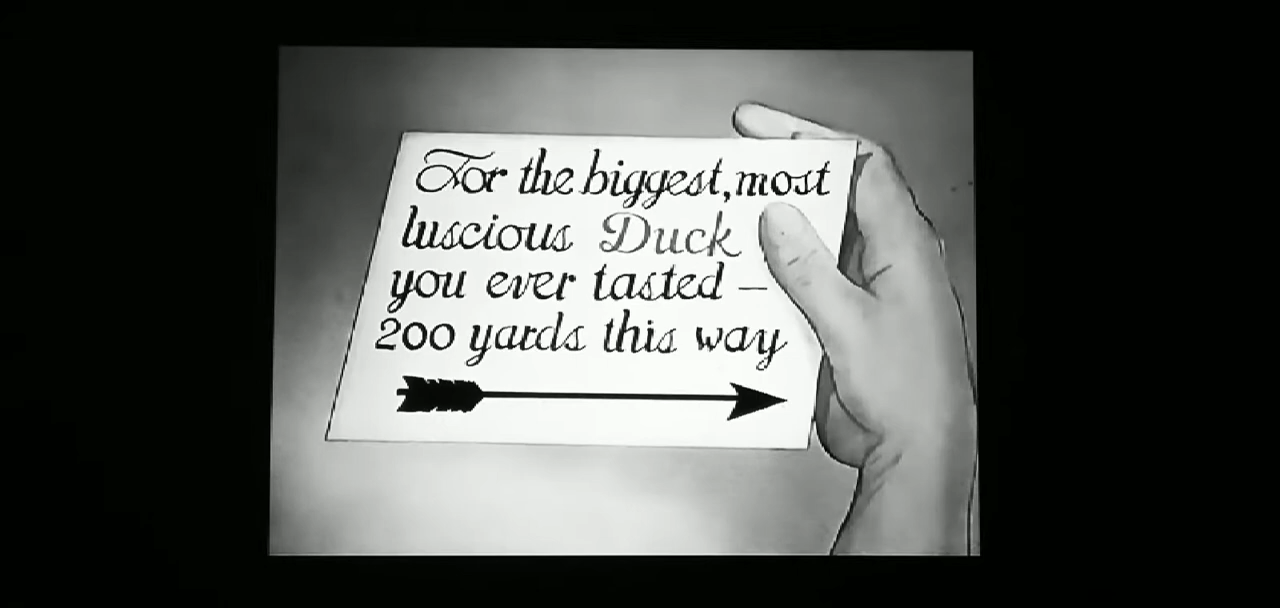 For the biggest, most
luscious Duck
you ever tasted –
200 yards this way